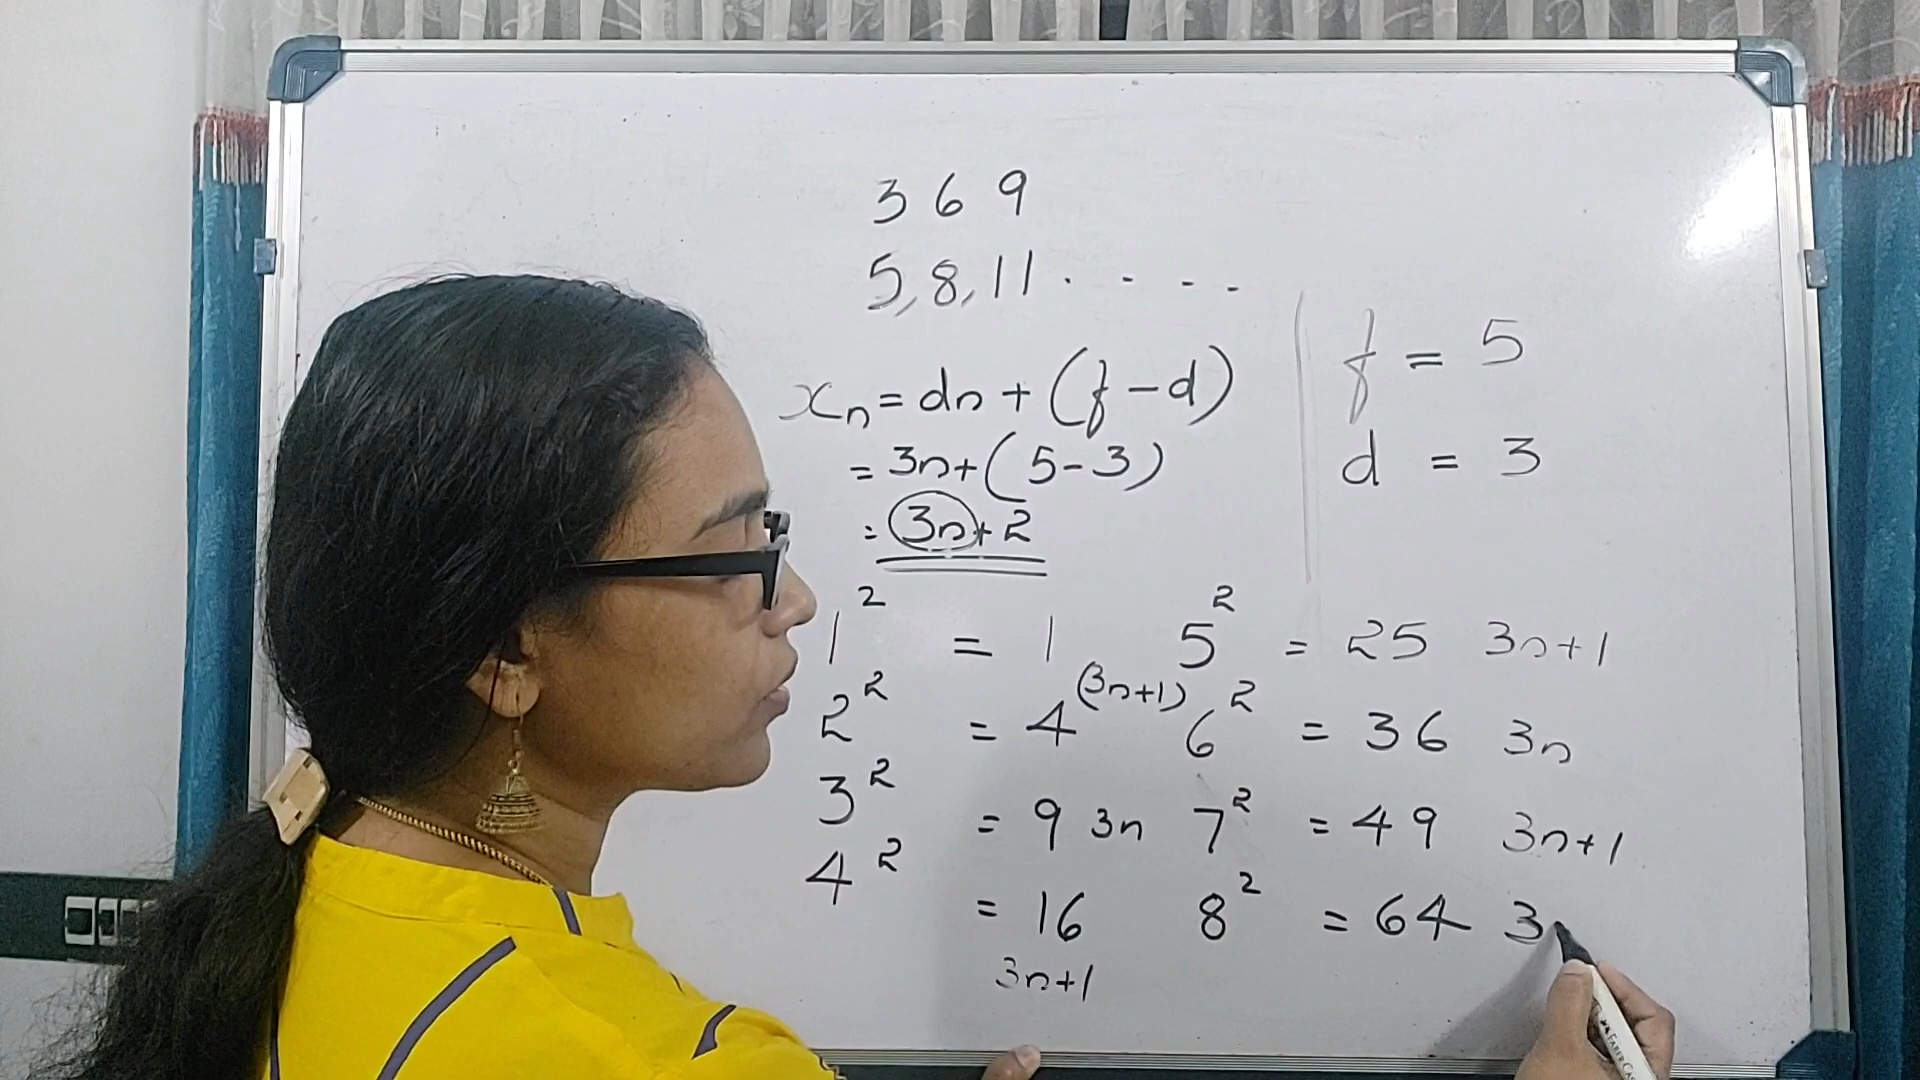 3 6 9
5, 8, 11 . . . .
xₙ = dn + (f - d)
= 3n + (5 - 3)
= 3n + 2
f = 5
d = 3
1² = 1
2² = 4 (3n+1)
3² = 9 3n
4² = 16
3n+1
5² = 25 3n+1
6² = 36 3n
7² = 49 3n+1
8² = 64 3